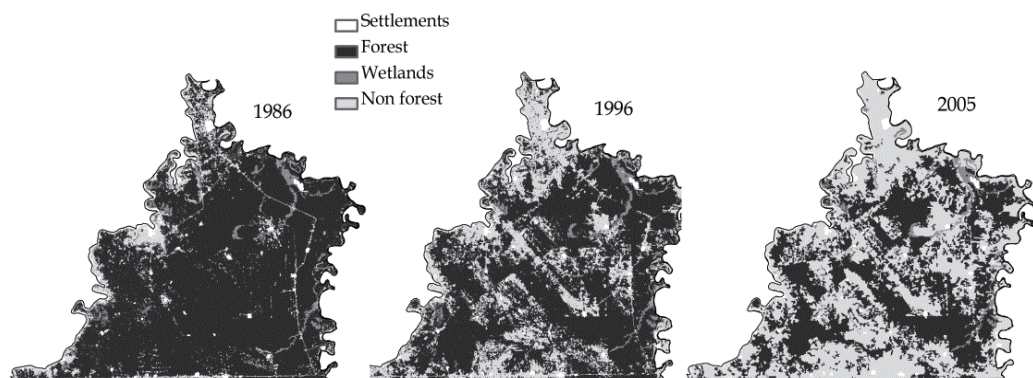 Settlements
Forest
Wetlands
Non forest
1986
1996
2005